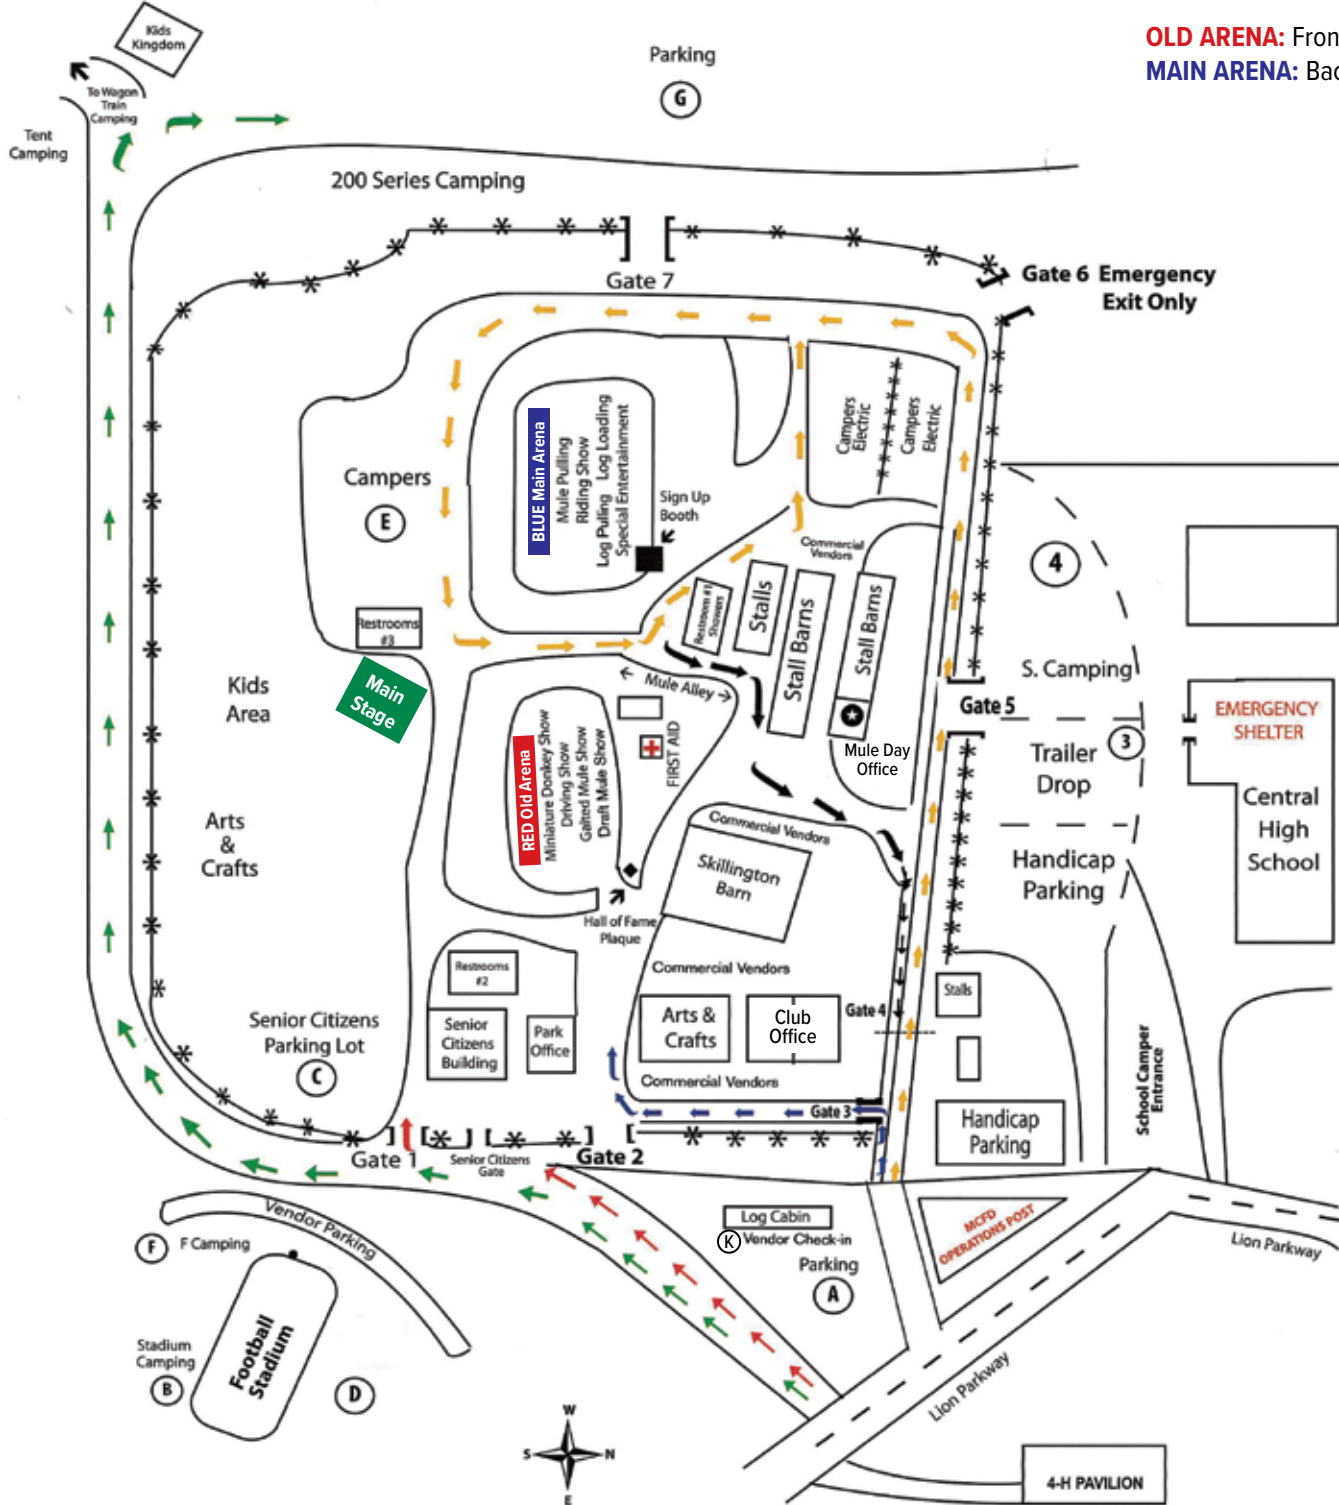 Kids
Kingdom
To Wagon
Train
Camping
Tent
Camping
Parking
G
OLD ARENA: Fron
MAIN ARENA: Bac
200 Series Camping
Gate 7
Gate 6 Emergency
Exit Only
Campers
E
BLUE Main Arena
Mule Pulling
Riding Show
Log Pulling Log Loading
Special Entertainment
Sign Up
Booth
Campers
Electric
Campers
Electric
Commercial
Vendors
Restroom #1
Showers
Stalls
Stall Barns
Stall Barns
4
S. Camping
Restrooms
#3
Main
Stage
Kids
Area
Mule Alley
Gate 5
Mule Day
Office
Trailer
Drop
3
EMERGENCY
SHELTER
Central
High
School
RED Old Arena
Miniature Donkey Show
Driving Show
Gaited Mule Show
Draft Mule Show
FIRST AID
Arts
&
Crafts
Commercial Vendors
Skillington
Barn
Handicap
Parking
Hall of Fame
Plaque
Commercial Vendors
Restrooms
#2
Senior
Citizens
Building
Park
Office
Arts &
Crafts
Club
Office
Gate 4
Stalls
Senior Citizens
Parking Lot
C
Commercial Vendors
Gate 3
Handicap
Parking
School Camper
Entrance
Gate 1
Senior Citizens
Gate
Gate 2
Vendor Parking
F
F Camping
Log Cabin
K Vendor Check-in
Parking
A
MCFD
OPERATIONS POST
Lion Parkway
Football
Stadium
Stadium
Camping
B
D
Lion Parkway
W
S
N
E
4-H PAVILION